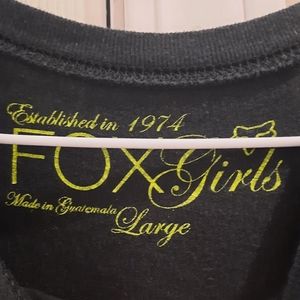 Established in 1974
FOX Girls
Made in Guatemala
Large